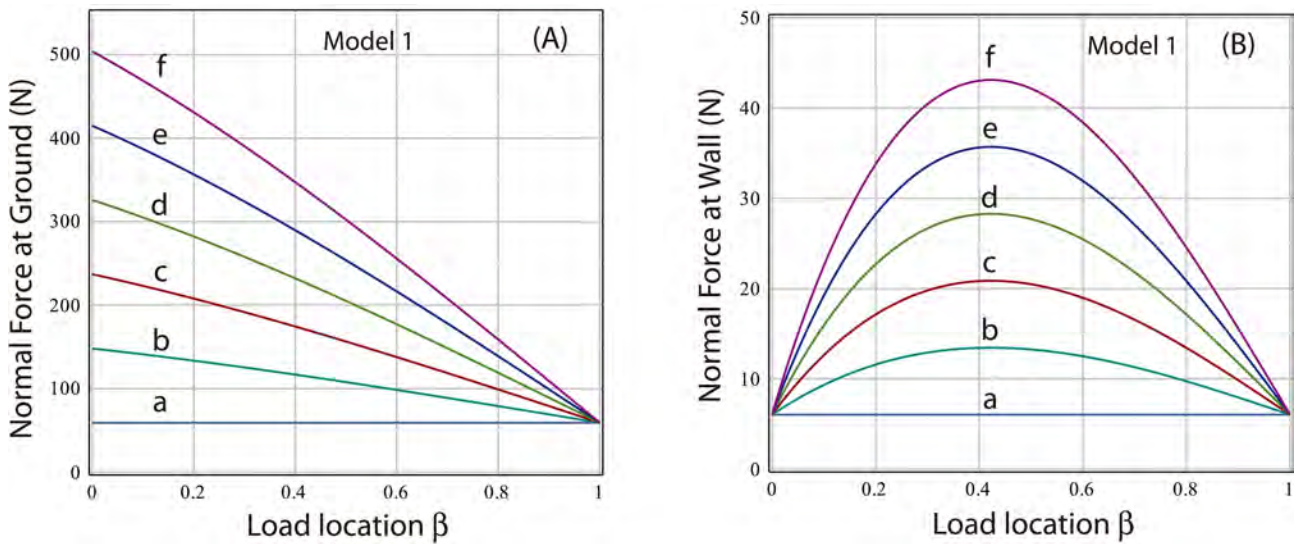 Model 1
(A)
Normal Force at Ground (N)
500
400
300
200
100
0
f
e
d
c
b
a
0
0.2
0.4
0.6
0.8
1
Load location β
Model 1
(B)
Normal Force at Wall (N)
50
40
30
20
10
0
f
e
d
c
b
a
0
0.2
0.4
0.6
0.8
1
Load location β